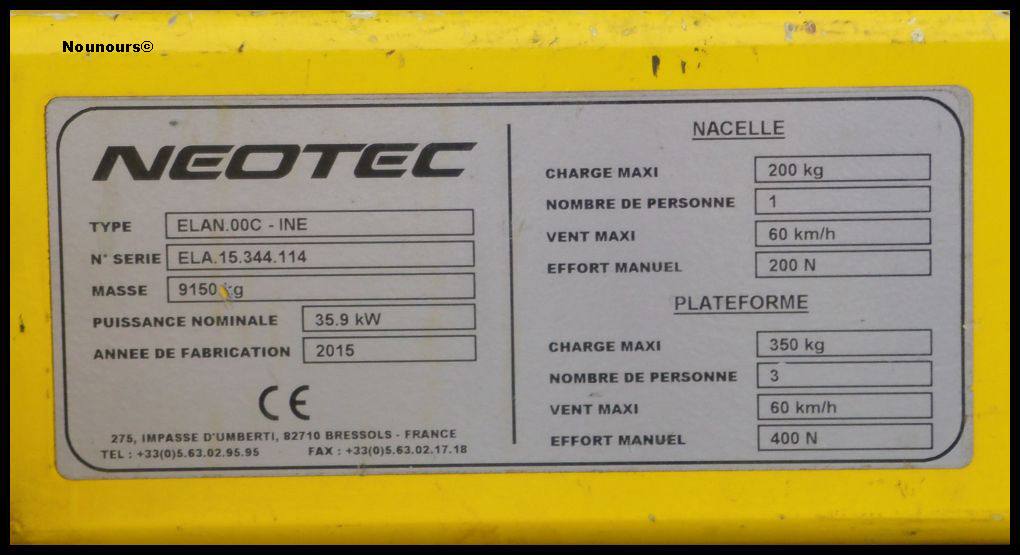 Nounours©
NEOTEC
TYPE ELAN.00C - INE
N° SERIE ELA.15.344.114
MASSE 9150 kg
PUISSANCE NOMINALE 35.9 kW
ANNEE DE FABRICATION 2015
CE
275, IMPASSE D'UMBERTI, 82710 BRESSOLS - FRANCE
TEL : +33(0)5.63.02.95.95 FAX : +33(0)5.63.02.17.18
NACELLE
CHARGE MAXI 200 kg
NOMBRE DE PERSONNE 1
VENT MAXI 60 km/h
EFFORT MANUEL 200 N
PLATEFORME
CHARGE MAXI 350 kg
NOMBRE DE PERSONNE 3
VENT MAXI 60 km/h
EFFORT MANUEL 400 N